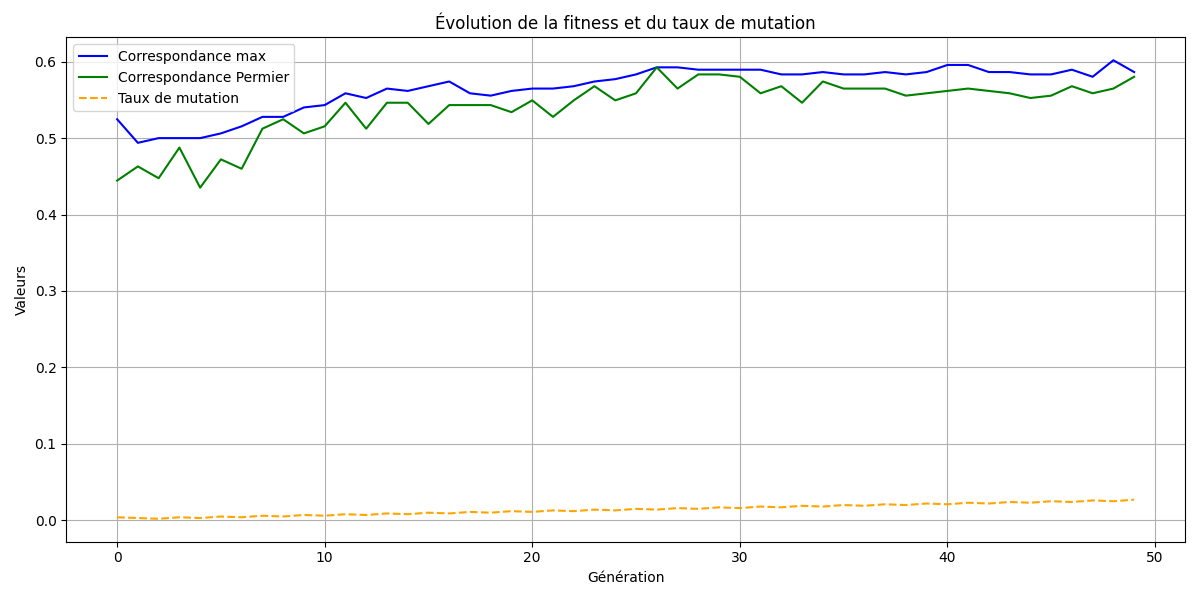 Évolution de la fitness et du taux de mutation
Correspondance max
Correspondance Permier
Taux de mutation
Valeurs
0.6
0.5
0.4
0.3
0.2
0.1
0.0
0 10 20 30 40 50
Génération